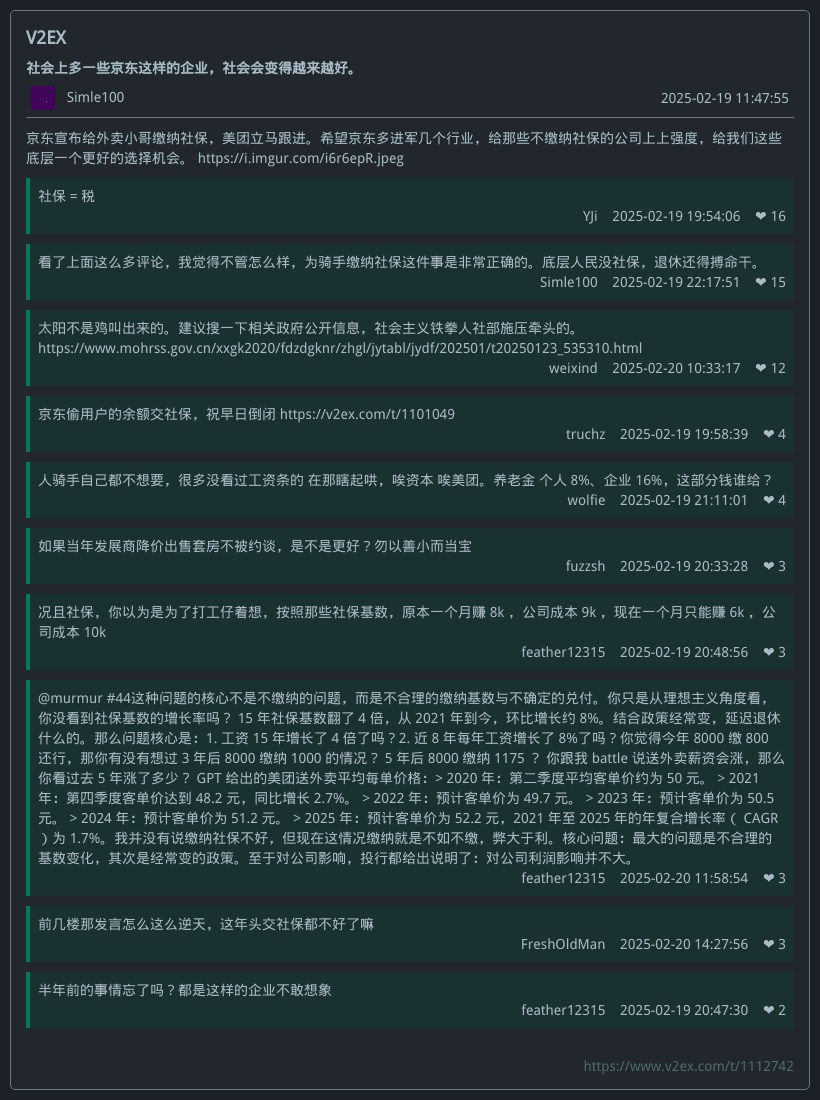 V2EX
社会上多一些京东这样的企业，社会会变得越来越好。
Simle100 2025-02-19 11:47:55
京东宣布给外卖小哥缴纳社保，美团立马跟进。希望京东多进军几个行业，给那些不缴纳社保的公司上上强度，给我们这些
底层一个更好的选择机会。 https://i.imgur.com/i6r6epR.jpeg
社保 = 税
YJi 2025-02-19 19:54:06 ❤ 16
看了上面这么多评论，我觉得不管怎么样，为骑手缴纳社保这件事是非常正确的。底层人民没社保，退休还得搏命干。
Simle100 2025-02-19 22:17:51 ❤ 15
太阳不是鸡叫出来的。建议搜一下相关政府公开信息，社会主义铁拳人社部施压牵头的。
https://www.mohrss.gov.cn/xxgk2020/fdzdgknr/zhgl/jytabl/jydf/202501/t20250123_535310.html
weixind 2025-02-20 10:33:17 ❤ 12
京东偷用户的余额交社保，祝早日倒闭 https://v2ex.com/t/1101049
truchz 2025-02-19 19:58:39 ❤ 4
人骑手自己都不想要，很多没看过工资条的 在那瞎起哄，唉资本 唉美团。养老金 个人 8%、企业 16%，这部分钱谁给？
wolfie 2025-02-19 21:11:01 ❤ 4
如果当年发展商降价出售套房不被约谈，是不是更好？勿以善小而当宝
fuzzsh 2025-02-19 20:33:28 ❤ 3
况且社保，你以为是为了打工仔着想，按照那些社保基数，原本一个月赚 8k ，公司成本 9k ，现在一个月只能赚 6k ，公
司成本 10k
feather12315 2025-02-19 20:48:56 ❤ 3
@murmur #44这种问题的核心不是不缴纳的问题，而是不合理的缴纳基数与不确定的兑付。你只是从理想主义角度看，
你没看到社保基数的增长率吗？ 15 年社保基数翻了 4 倍，从 2021 年到今，环比增长约 8%。结合政策经常变，延迟退休
什么的。那么问题核心是：1. 工资 15 年增长了 4 倍了吗？2. 近 8 年每年工资增长了 8%了吗？你觉得今年 8000 缴 800
还行，那你有没有想过 3 年后 8000 缴纳 1000 的情况？ 5 年后 8000 缴纳 1175 ？ 你跟我 battle 说送外卖薪资会涨，那么
你看过去 5 年涨了多少？ GPT 给出的美团送外卖平均每单价格：> 2020 年：第二季度平均客单价约为 50 元。 > 2021
年：第四季度客单价达到 48.2 元，同比增长 2.7%。 > 2022 年：预计客单价为 49.7 元。 > 2023 年：预计客单价为 50.5
元。 > 2024 年：预计客单价为 51.2 元。 > 2025 年：预计客单价为 52.2 元，2021 年至 2025 年的年复合增长率（ CAGR
）为 1.7%。我并没有说缴纳社保不好，但现在这情况缴纳就是不如不缴，弊大于利。核心问题：最大的问题是不合理的
基数变化，其次是经常变的政策。至于对公司影响，投行都给出说明了：对公司利润影响并不大。
feather12315 2025-02-20 11:58:54 ❤ 3
前几楼那发言怎么这么逆天，这年头交社保都不好了嘛
FreshOldMan 2025-02-20 14:27:56 ❤ 3
半年前的事情忘了吗？都是这样的企业不敢想象
feather12315 2025-02-19 20:47:30 ❤ 2
https://www.v2ex.com/t/1112742